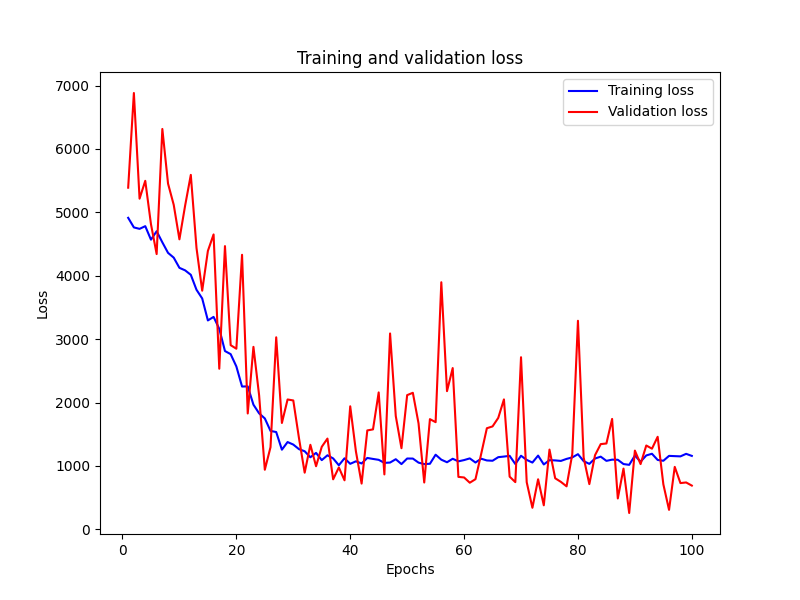 Training and validation loss
Training loss
Validation loss
7000
6000
5000
4000
3000
2000
1000
0
Loss
0 20 40 60 80 100
Epochs